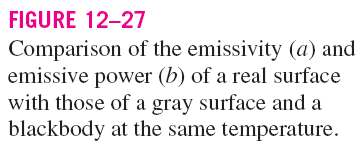 FIGURE 12–27
Comparison of the emissivity (a) and
emissive power (b) of a real surface
with those of a gray surface and a
blackbody at the same temperature.